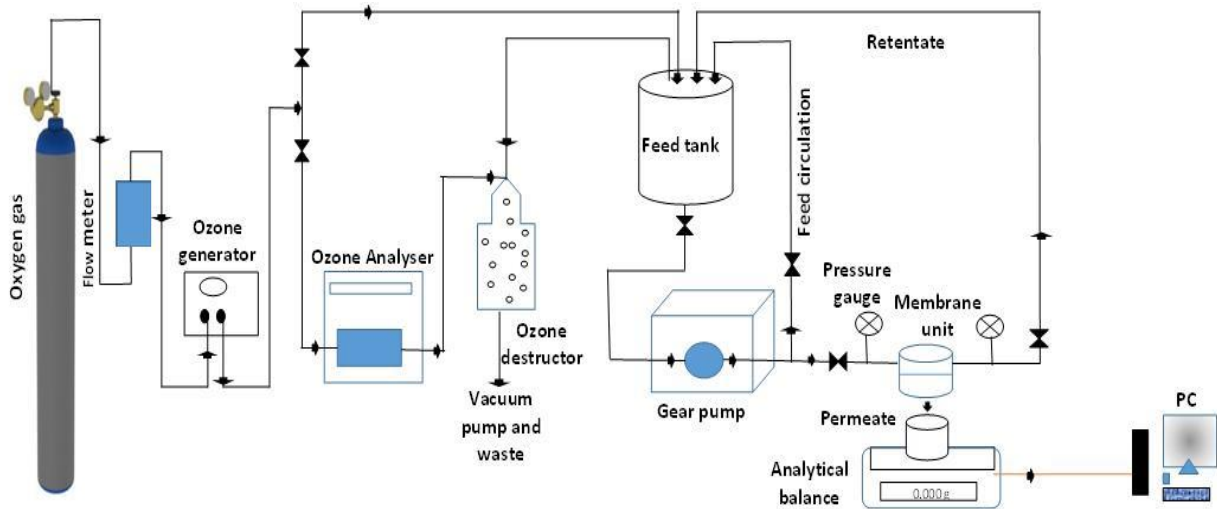 Oxygen gas
Flow meter
Ozone
generator
Ozone Analyser
Ozone
destructor
Vacuum
pump and
waste
Feed tank
Feed circulation
Retentate
Gear pump
Pressure
gauge
Membrane
unit
Permeate
Analytical
balance
0.000 g
PC